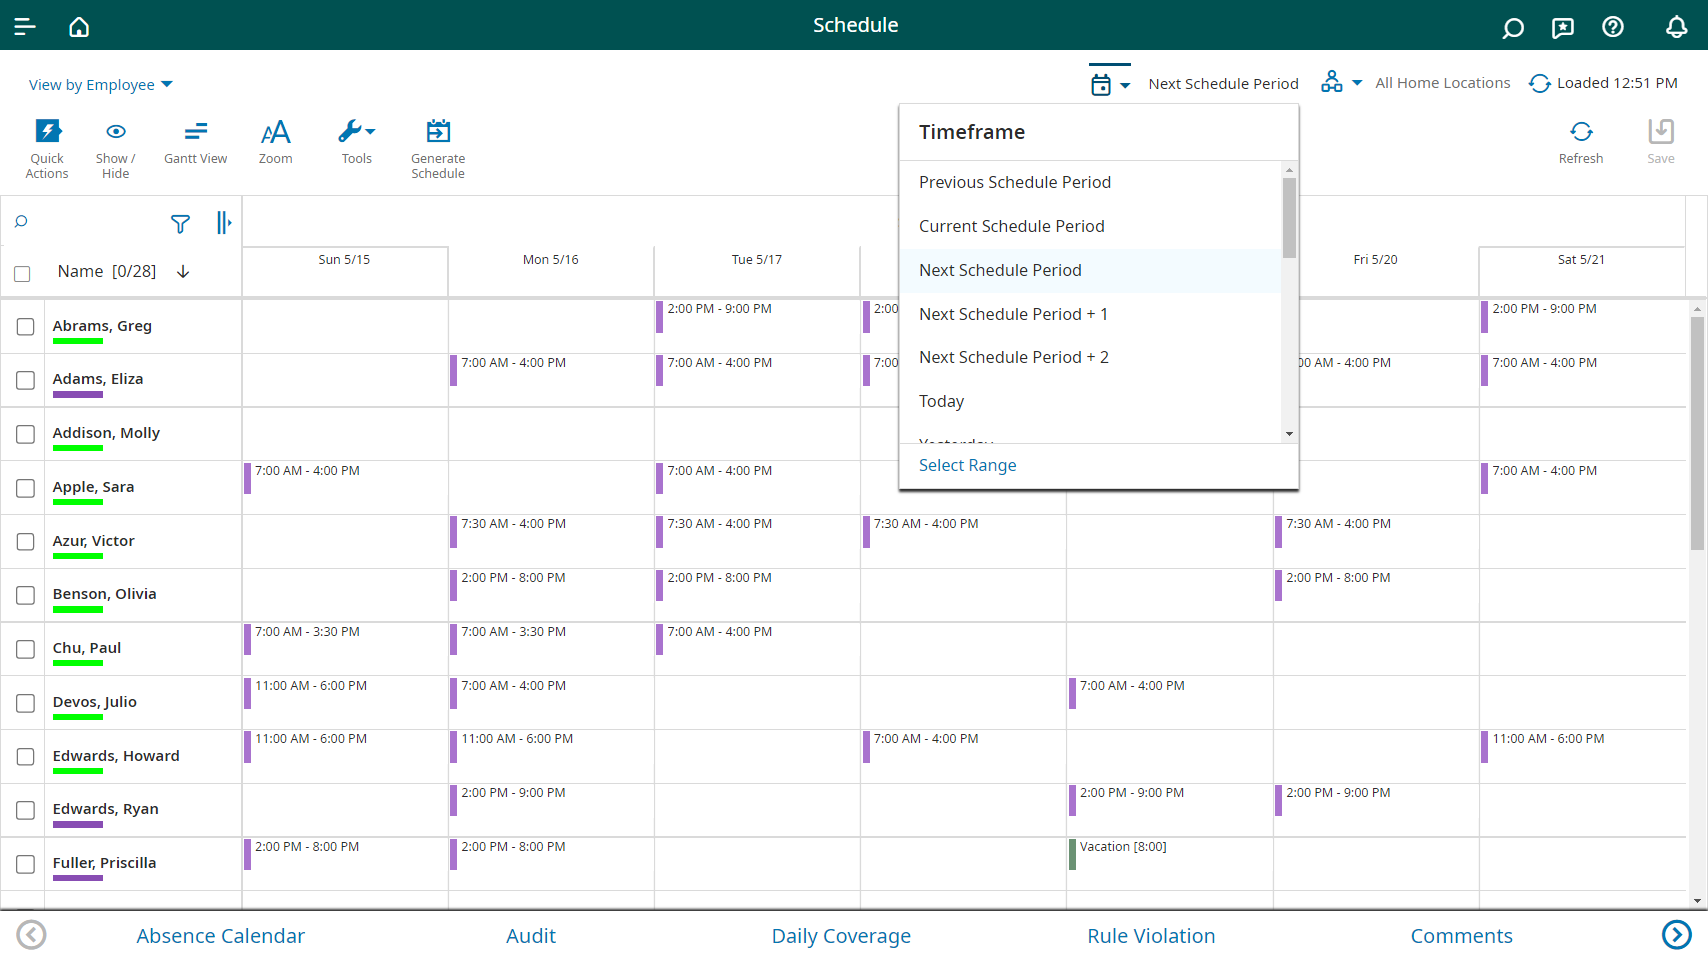 Schedule
View by Employee
Next Schedule Period
All Home Locations
Loaded 12:51 PM
Quick
Actions
Show /
Hide
Gantt View
Zoom
Tools
Generate
Schedule
Refresh
Save
Timeframe
Previous Schedule Period
Current Schedule Period
Next Schedule Period
Next Schedule Period + 1
Next Schedule Period + 2
Today
Yesterday
Select Range
Name [0/28]
Sun 5/15
Mon 5/16
Tue 5/17
Fri 5/20
Sat 5/21
Abrams, Greg
2:00 PM - 9:00 PM
2:00
2:00 PM - 9:00 PM
Adams, Eliza
7:00 AM - 4:00 PM
7:00 AM - 4:00 PM
7:00
00 AM - 4:00 PM
7:00 AM - 4:00 PM
Addison, Molly
Apple, Sara
7:00 AM - 4:00 PM
7:00 AM - 4:00 PM
7:00 AM - 4:00 PM
Azur, Victor
7:30 AM - 4:00 PM
7:30 AM - 4:00 PM
7:30 AM - 4:00 PM
7:30 AM - 4:00 PM
Benson, Olivia
2:00 PM - 8:00 PM
2:00 PM - 8:00 PM
2:00 PM - 8:00 PM
Chu, Paul
7:00 AM - 3:30 PM
7:00 AM - 3:30 PM
7:00 AM - 4:00 PM
Devos, Julio
11:00 AM - 6:00 PM
7:00 AM - 4:00 PM
7:00 AM - 4:00 PM
Edwards, Howard
11:00 AM - 6:00 PM
11:00 AM - 6:00 PM
7:00 AM - 4:00 PM
11:00 AM - 6:00 PM
Edwards, Ryan
2:00 PM - 9:00 PM
2:00 PM - 9:00 PM
2:00 PM - 9:00 PM
Fuller, Priscilla
2:00 PM - 8:00 PM
2:00 PM - 8:00 PM
Vacation [8:00]
Absence Calendar
Audit
Daily Coverage
Rule Violation
Comments